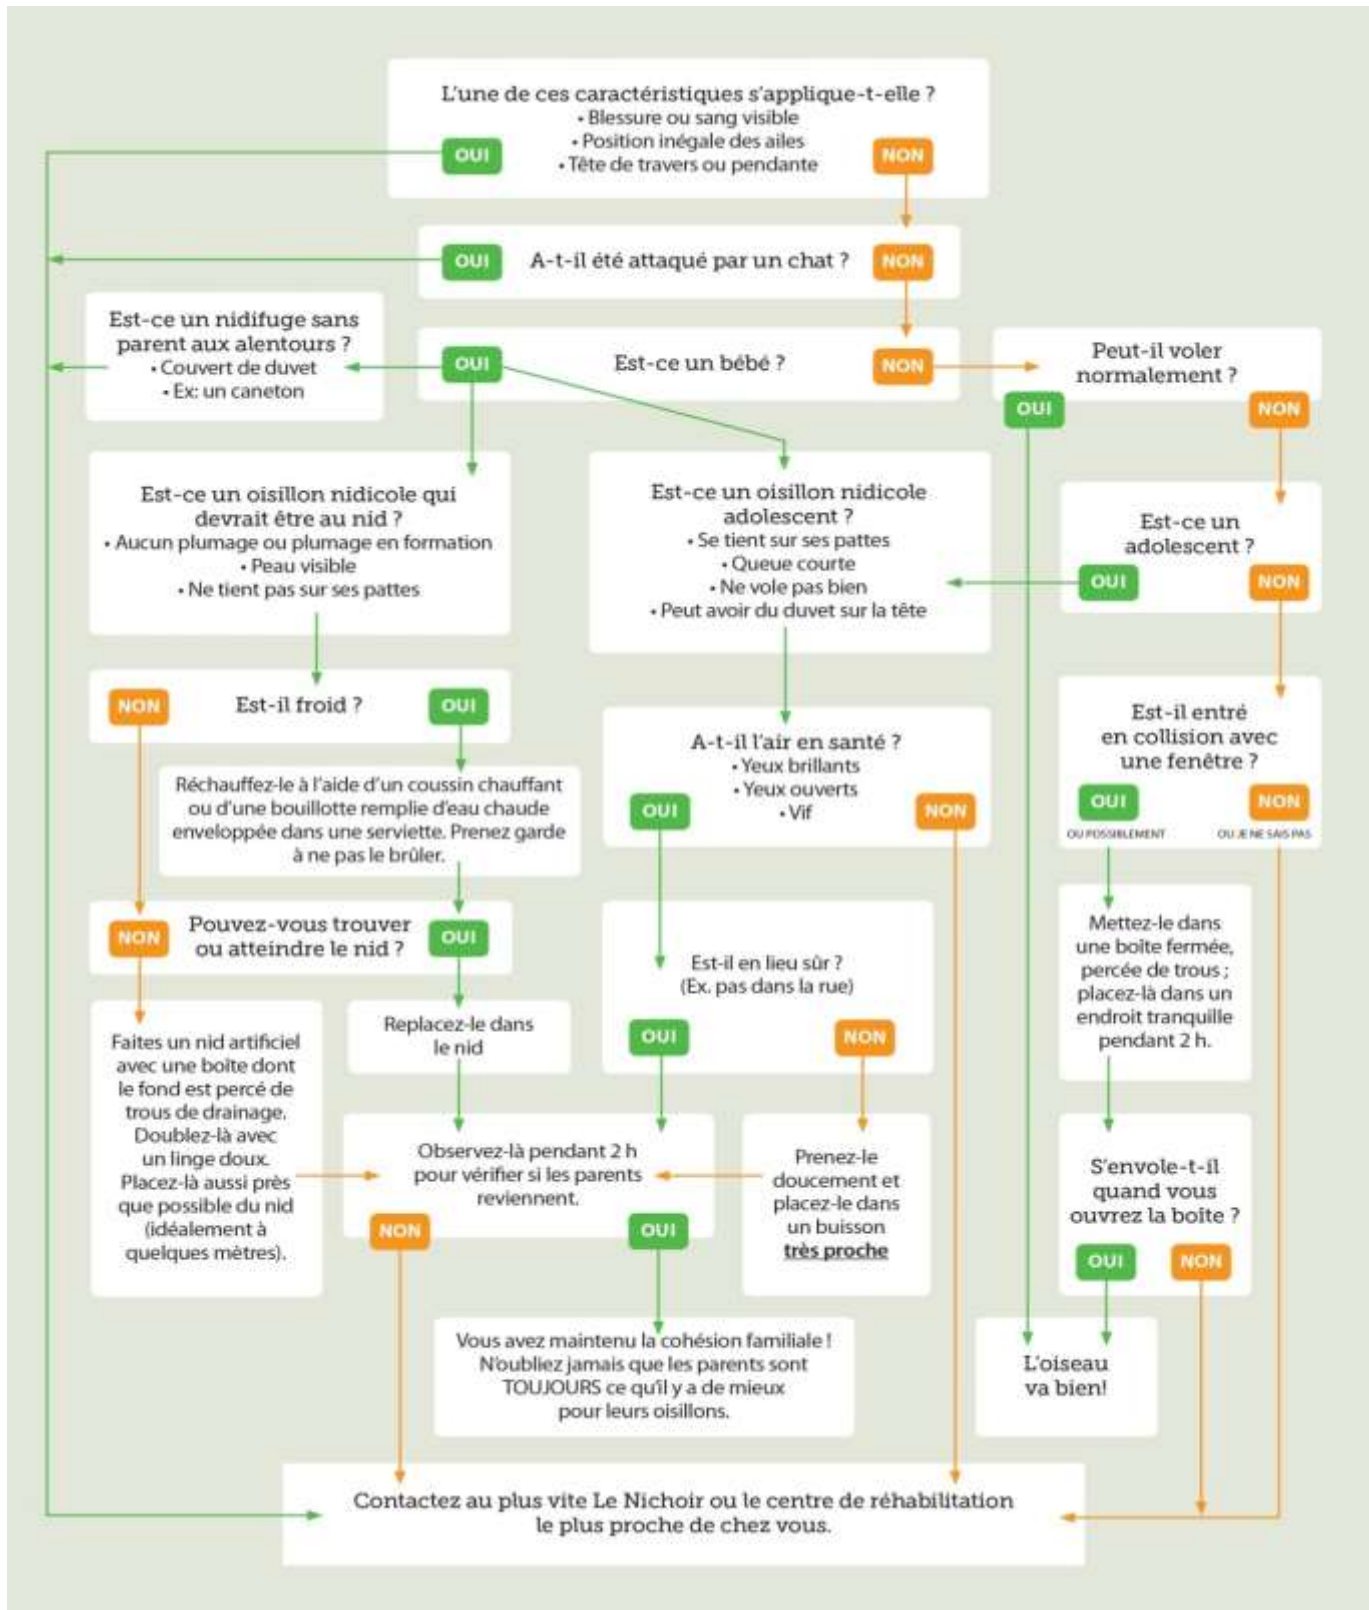 L'une de ces caractéristiques s'applique-t-elle ?
• Blessure ou sang visible
• Position inégale des ailes
• Tête de travers ou pendante
OUI
NON
OUI
A-t-il été attaqué par un chat ?
NON
Est-ce un nidifuge sans
parent aux alentours ?
• Couvert de duvet
• Ex: un caneton
OUI
Est-ce un bébé ?
NON
Peut-il voler
normalement ?
OUI
NON
Est-ce un oisillon nidicole qui
devrait être au nid ?
• Aucun plumage ou plumage en formation
• Peau visible
• Ne tient pas sur ses pattes
Est-ce un oisillon nidicole
adolescent ?
• Se tient sur ses pattes
• Queue courte
• Ne vole pas bien
• Peut avoir du duvet sur la tête
Est-ce un
adolescent ?
OUI
NON
NON
Est-il froid ?
OUI
Réchauffez-le à l'aide d'un coussin chauffant
ou d'une bouillotte remplie d'eau chaude
enveloppée dans une serviette. Prenez garde
à ne pas le brûler.
A-t-il l'air en santé ?
• Yeux brillants
• Yeux ouverts
• Vif
OUI
NON
Est-il entré
en collision avec
une fenêtre ?
OUI
OU POSSIBLEMENT
NON
OU JE NE SAIS PAS
NON
Pouvez-vous trouver
ou atteindre le nid ?
OUI
Est-il en lieu sûr ?
(Ex. pas dans la rue)
OUI
NON
Mettez-le dans
une boîte fermée,
percée de trous ;
placez-là dans un
endroit tranquille
pendant 2 h.
Faites un nid artificiel
avec une boîte dont
le fond est percé de
trous de drainage.
Doublez-là avec
un linge doux.
Placez-là aussi près
que possible du nid
(idéalement à
quelques mètres).
Replacez-le dans
le nid
Observez-là pendant 2 h
pour vérifier si les parents
reviennent.
NON
OUI
Prenez-le
doucement et
placez-le dans
un buisson
très proche
S'envole-t-il
quand vous
ouvrez la boîte ?
OUI
NON
Vous avez maintenu la cohésion familiale !
N'oubliez jamais que les parents sont
TOUJOURS ce qu'il y a de mieux
pour leurs oisillons.
L'oiseau
va bien!
Contactez au plus vite Le Nichoir ou le centre de réhabilitation
le plus proche de chez vous.